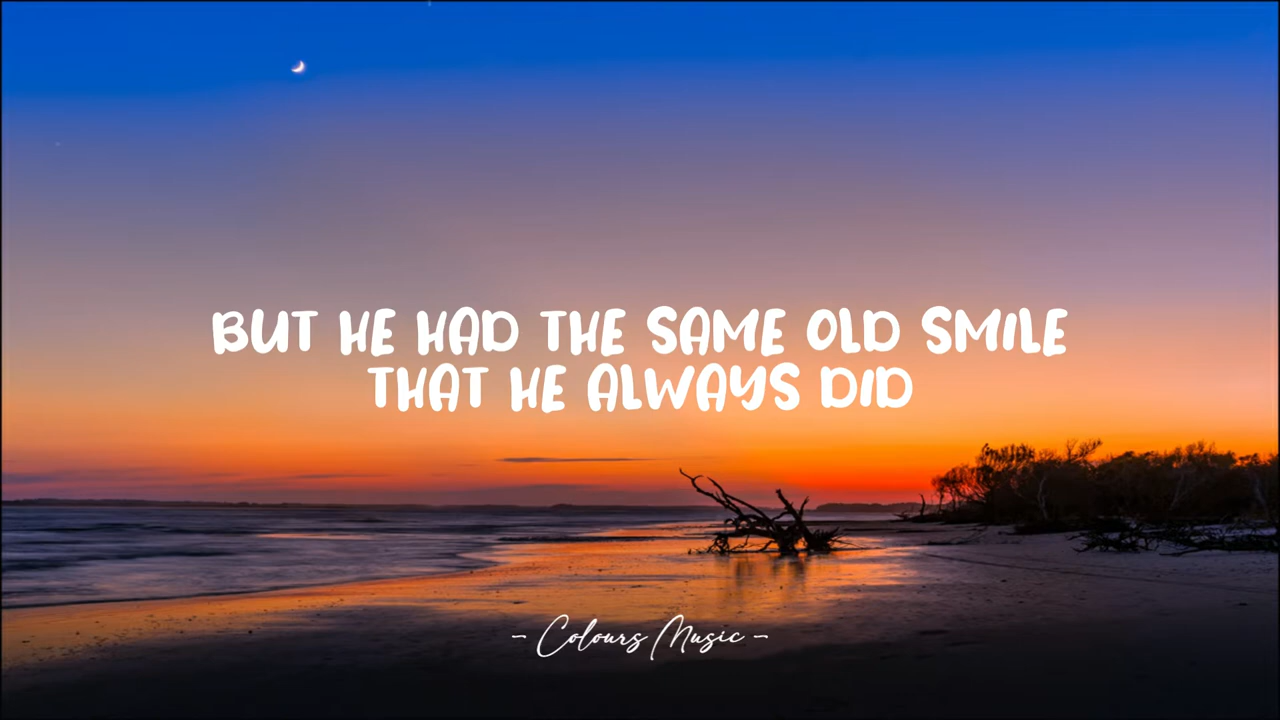 BUT HE HAD THE SAME OLD SMILE
THAT HE ALWAYS DID
- Colours Music -